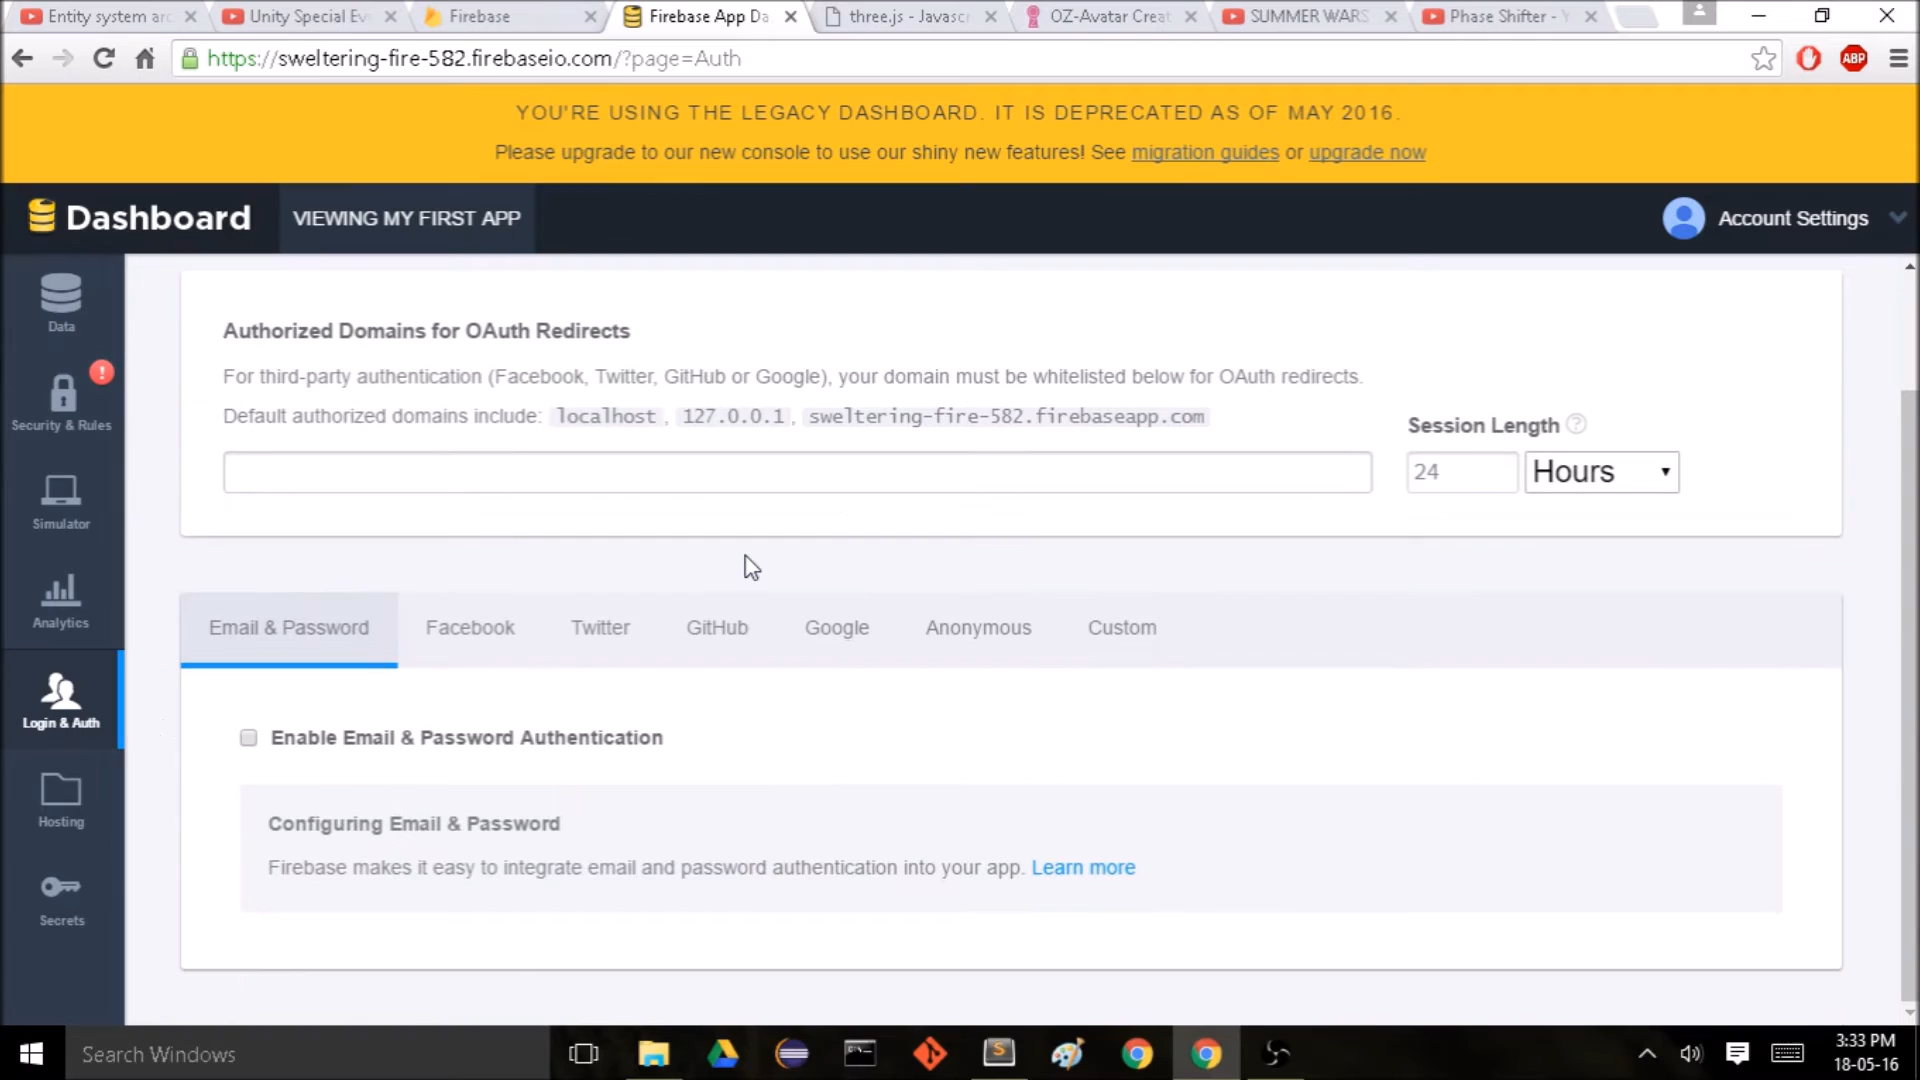 Entity system arc
Unity Special Ev
Firebase
Firebase App Da
three.js - Javascr
OZ-Avatar Creat
SUMMER WARS
Phase Shifter - Y
https://sweltering-fire-582.firebaseio.com/?page=Auth
ABP
YOU'RE USING THE LEGACY DASHBOARD. IT IS DEPRECATED AS OF MAY 2016.
Please upgrade to our new console to use our shiny new features! See migration guides or upgrade now
Dashboard
VIEWING MY FIRST APP
Account Settings
Data
Security & Rules
Simulator
Analytics
Login & Auth
Hosting
Secrets
Authorized Domains for OAuth Redirects
For third-party authentication (Facebook, Twitter, GitHub or Google), your domain must be whitelisted below for OAuth redirects.
Default authorized domains include: localhost , 127.0.0.1 , sweltering-fire-582.firebaseapp.com
Session Length ?
24 Hours
Email & Password
Facebook
Twitter
GitHub
Google
Anonymous
Custom
Enable Email & Password Authentication
Configuring Email & Password
Firebase makes it easy to integrate email and password authentication into your app. Learn more
Search Windows
3:33 PM
18-05-16